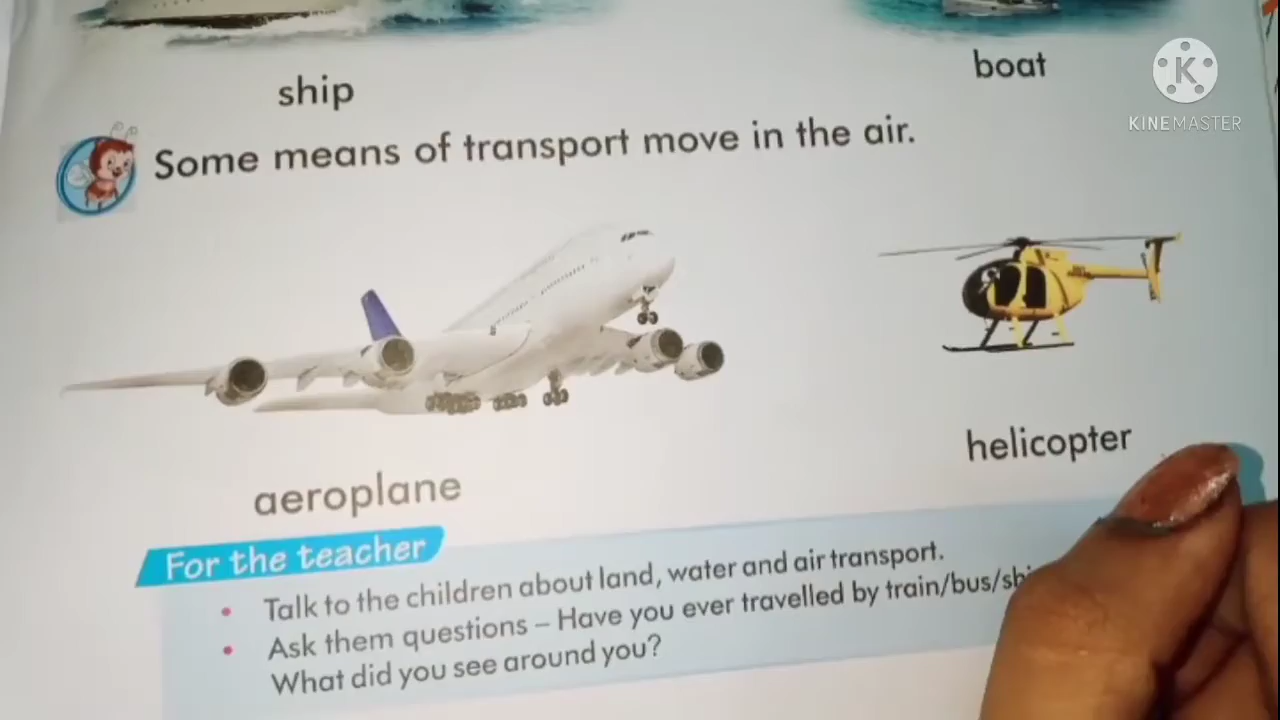 ship
boat
KINEMASTER
Some means of transport move in the air.
aeroplane
helicopter
For the teacher
• Talk to the children about land, water and air transport.
• Ask them questions – Have you ever travelled by train/bus/
What did you see around you?